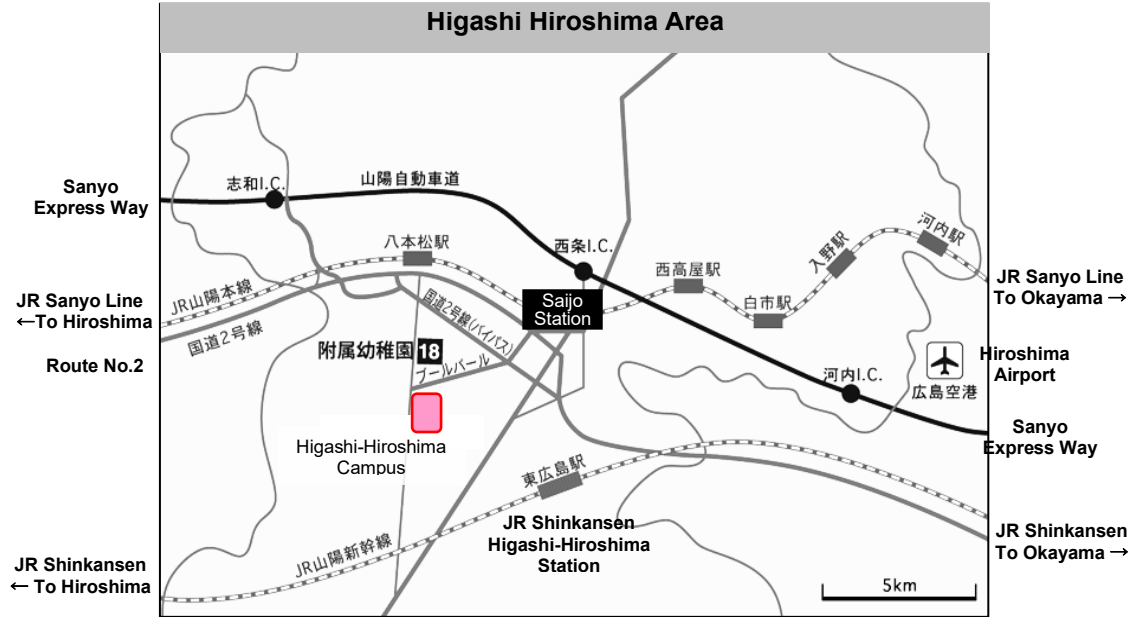 Higashi Hiroshima Area
志和I.C.
山陽自動車道
Sanyo
Express Way
八本松駅
西条I.C.
西高屋駅
入野駅
河内駅
白市駅
JR山陽本線
JR Sanyo Line
←To Hiroshima
JR Sanyo Line
To Okayama →
Saijo
Station
国道2号線
国道2号線(バイパス)
Route No.2
附属幼稚園 18
ブールバール
Hiroshima
Airport
広島空港
河内I.C.
Higashi-Hiroshima
Campus
Sanyo
Express Way
東広島駅
JR Shinkansen
Higashi-Hiroshima
Station
JR山陽新幹線
JR Shinkansen
To Okayama →
JR Shinkansen
← To Hiroshima
5km